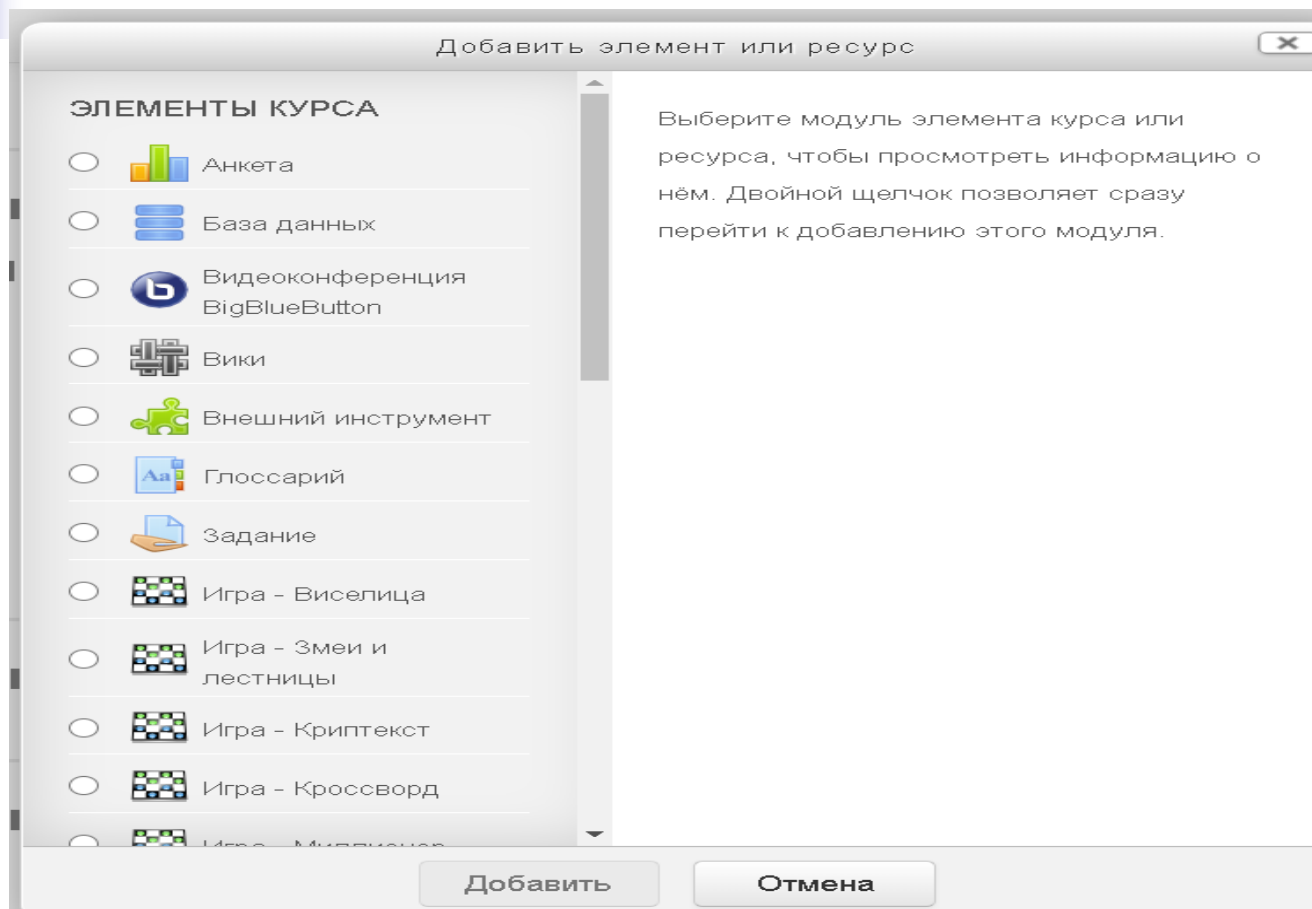 Добавить элемент или ресурс
ЭЛЕМЕНТЫ КУРСА
Анкета
База данных
Видеоконференция
BigBlueButton
Вики
Внешний инструмент
Глоссарий
Задание
Игра - Виселица
Игра - Змеи и
лестницы
Игра - Криптекст
Игра - Кроссворд
Игра - Миллионер
Выберите модуль элемента курса или
ресурса, чтобы просмотреть информацию о
нём. Двойной щелчок позволяет сразу
перейти к добавлению этого модуля.
Добавить
Отмена